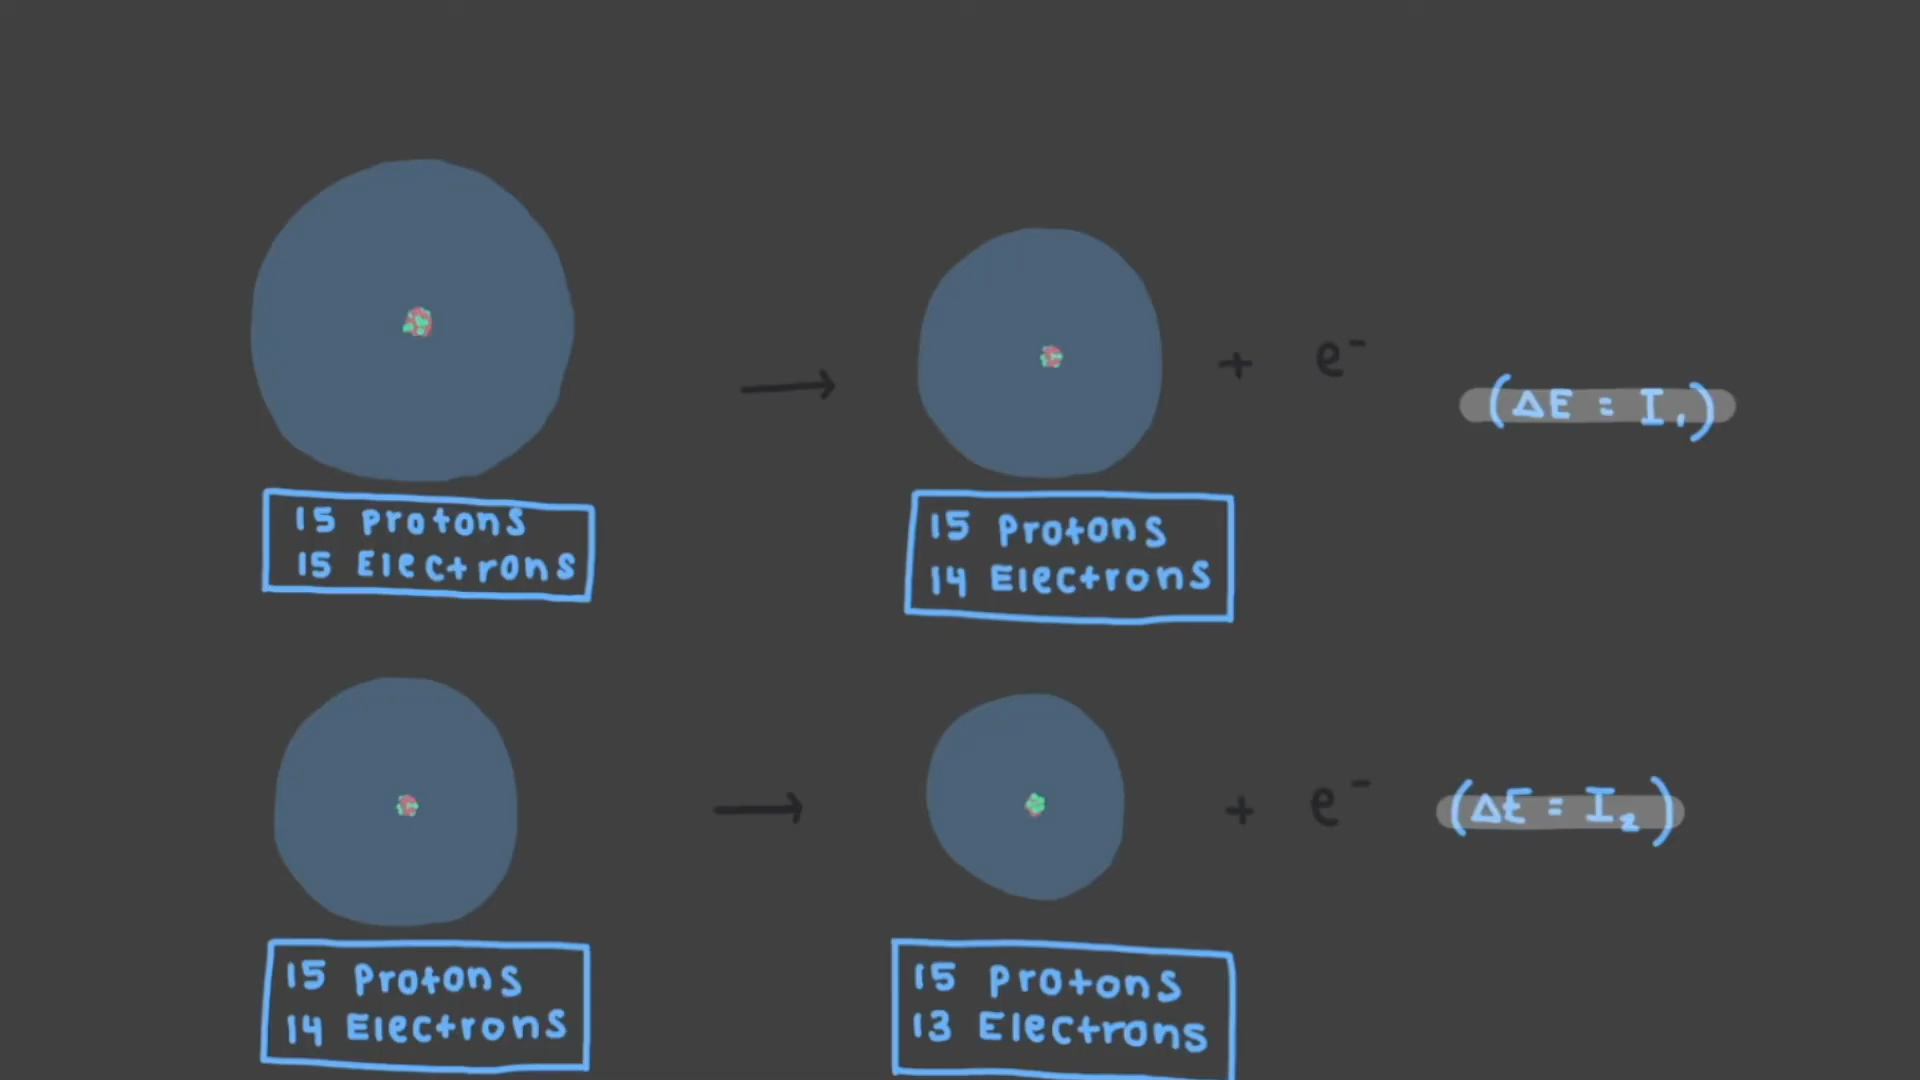 → + e⁻ (ΔE = I₁)
15 Protons
15 Electrons
15 Protons
14 Electrons
→ + e⁻ (ΔE = I₂)
15 Protons
14 Electrons
15 Protons
13 Electrons